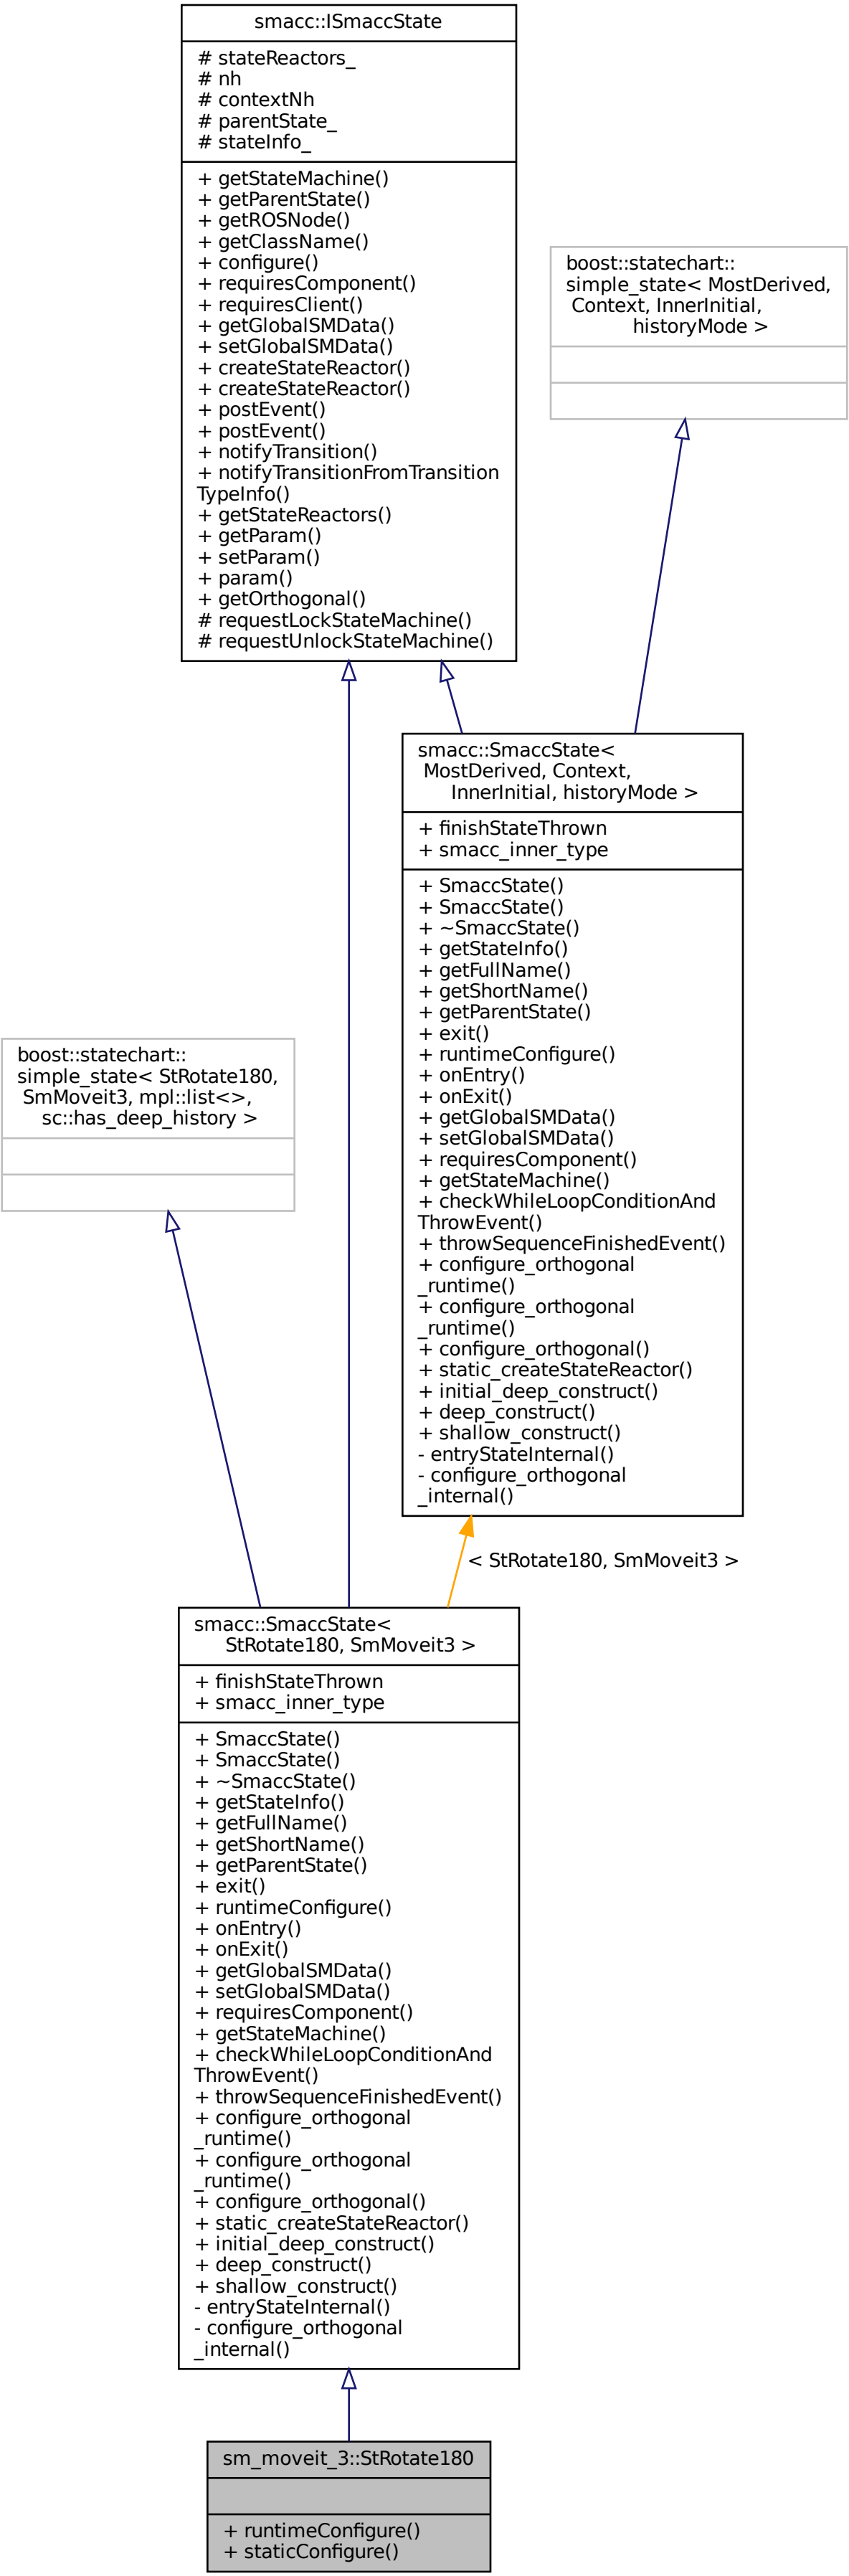 smacc::ISmaccState
# stateReactors_
# nh
# contextNh
# parentState_
# stateInfo_
+ getStateMachine()
+ getParentState()
+ getROSNode()
+ getClassName()
+ configure()
+ requiresComponent()
+ requiresClient()
+ getGlobalSMData()
+ setGlobalSMData()
+ createStateReactor()
+ createStateReactor()
+ postEvent()
+ postEvent()
+ notifyTransition()
+ notifyTransitionFromTransition
TypeInfo()
+ getStateReactors()
+ getParam()
+ setParam()
+ param()
+ getOrthogonal()
# requestLockStateMachine()
# requestUnlockStateMachine()
boost::statechart::
simple_state< MostDerived,
Context, InnerInitial,
historyMode >
smacc::SmaccState<
MostDerived, Context,
InnerInitial, historyMode >
+ finishStateThrown
+ smacc_inner_type
+ SmaccState()
+ SmaccState()
+ ~SmaccState()
+ getStateInfo()
+ getFullName()
+ getShortName()
+ getParentState()
+ exit()
+ runtimeConfigure()
+ onEntry()
+ onExit()
+ getGlobalSMData()
+ setGlobalSMData()
+ requiresComponent()
+ getStateMachine()
+ checkWhileLoopConditionAnd
ThrowEvent()
+ throwSequenceFinishedEvent()
+ configure_orthogonal
_runtime()
+ configure_orthogonal
_runtime()
+ configure_orthogonal()
+ static_createStateReactor()
+ initial_deep_construct()
+ deep_construct()
+ shallow_construct()
- entryStateInternal()
- configure_orthogonal
_internal()
boost::statechart::
simple_state< StRotate180,
SmMoveit3, mpl::list<>,
sc::has_deep_history >
< StRotate180, SmMoveit3 >
smacc::SmaccState<
StRotate180, SmMoveit3 >
+ finishStateThrown
+ smacc_inner_type
+ SmaccState()
+ SmaccState()
+ ~SmaccState()
+ getStateInfo()
+ getFullName()
+ getShortName()
+ getParentState()
+ exit()
+ runtimeConfigure()
+ onEntry()
+ onExit()
+ getGlobalSMData()
+ setGlobalSMData()
+ requiresComponent()
+ getStateMachine()
+ checkWhileLoopConditionAnd
ThrowEvent()
+ throwSequenceFinishedEvent()
+ configure_orthogonal
_runtime()
+ configure_orthogonal
_runtime()
+ configure_orthogonal()
+ static_createStateReactor()
+ initial_deep_construct()
+ deep_construct()
+ shallow_construct()
- entryStateInternal()
- configure_orthogonal
_internal()
sm_moveit_3::StRotate180
+ runtimeConfigure()
+ staticConfigure()